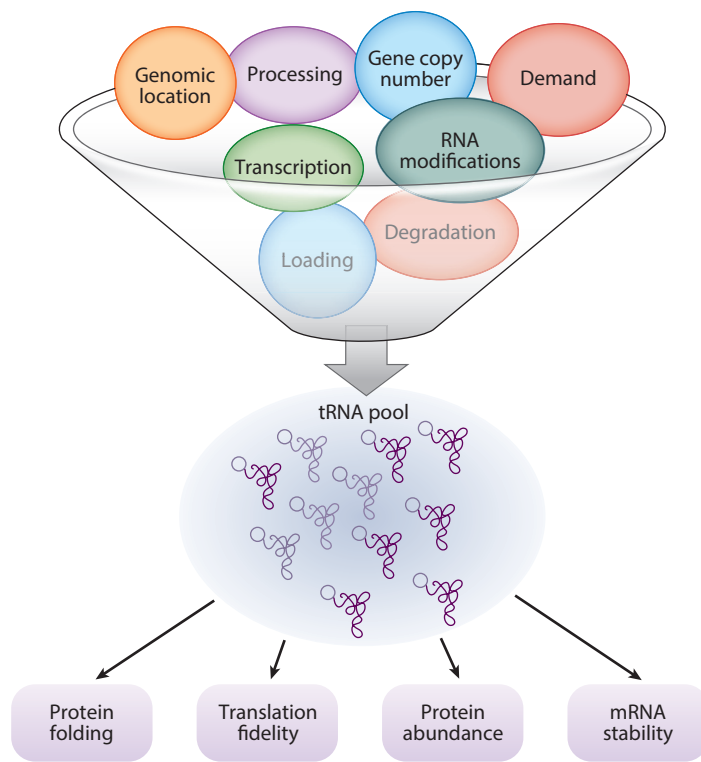 Genomic
location
Processing
Gene copy
number
Demand
Transcription
RNA
modifications
Loading
Degradation
tRNA pool
Protein
folding
Translation
fidelity
Protein
abundance
mRNA
stability